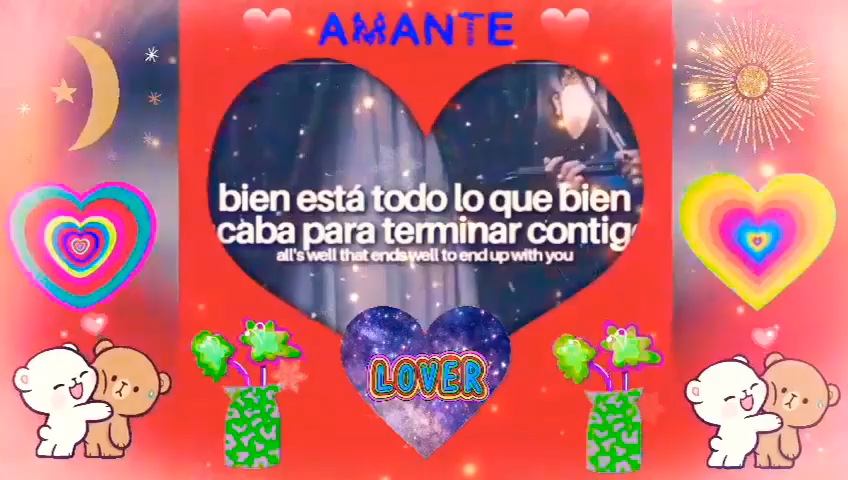 AMANTE
bien está todo lo que bien
caba para terminar contig
all's well that ends well to end up with you
LOVER